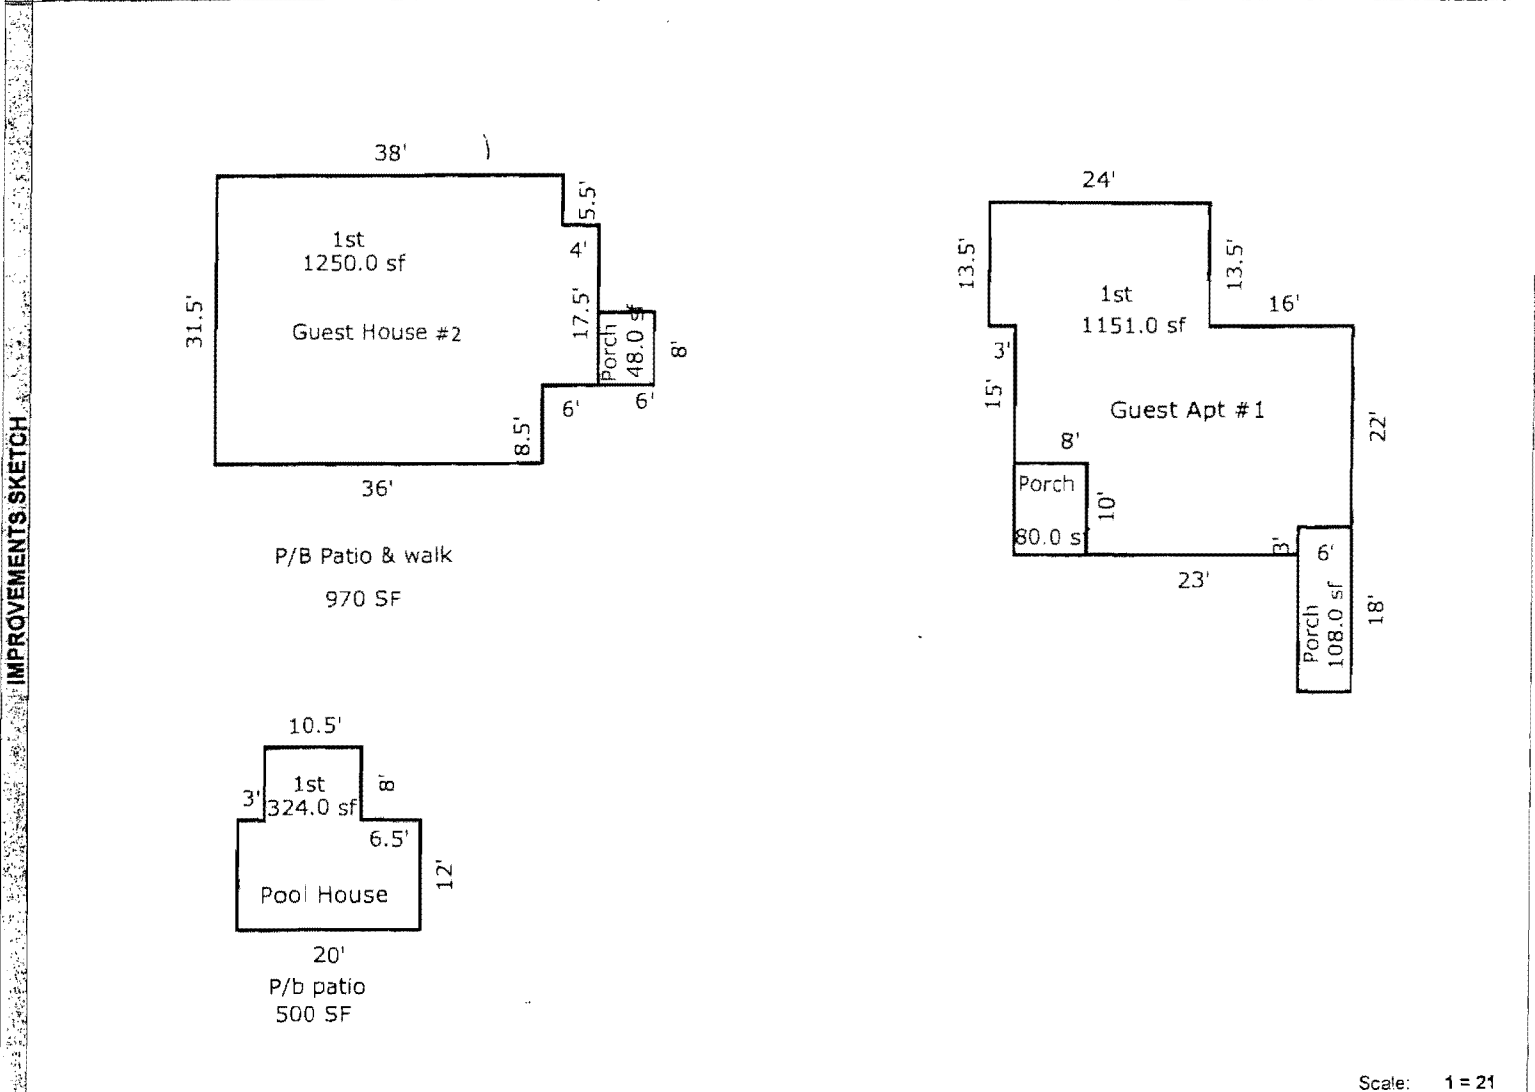 IMPROVEMENTS SKETCH
38'
5.5'
4'
1st
1250.0 sf
Guest House #2
31.5'
17.5'
Porch
48.0 sf
8'
6'
6'
8.5'
36'
P/B Patio & walk
970 SF
24'
13.5'
13.5'
1st
1151.0 sf
16'
3'
15'
Guest Apt #1
22'
8'
Porch
80.0 s
10'
3'
6'
23'
Porch
108.0 sf
18'
10.5'
1st
324.0 sf
3'
8'
6.5'
12'
Pool House
20'
P/b patio
500 SF
Scale: 1 = 21